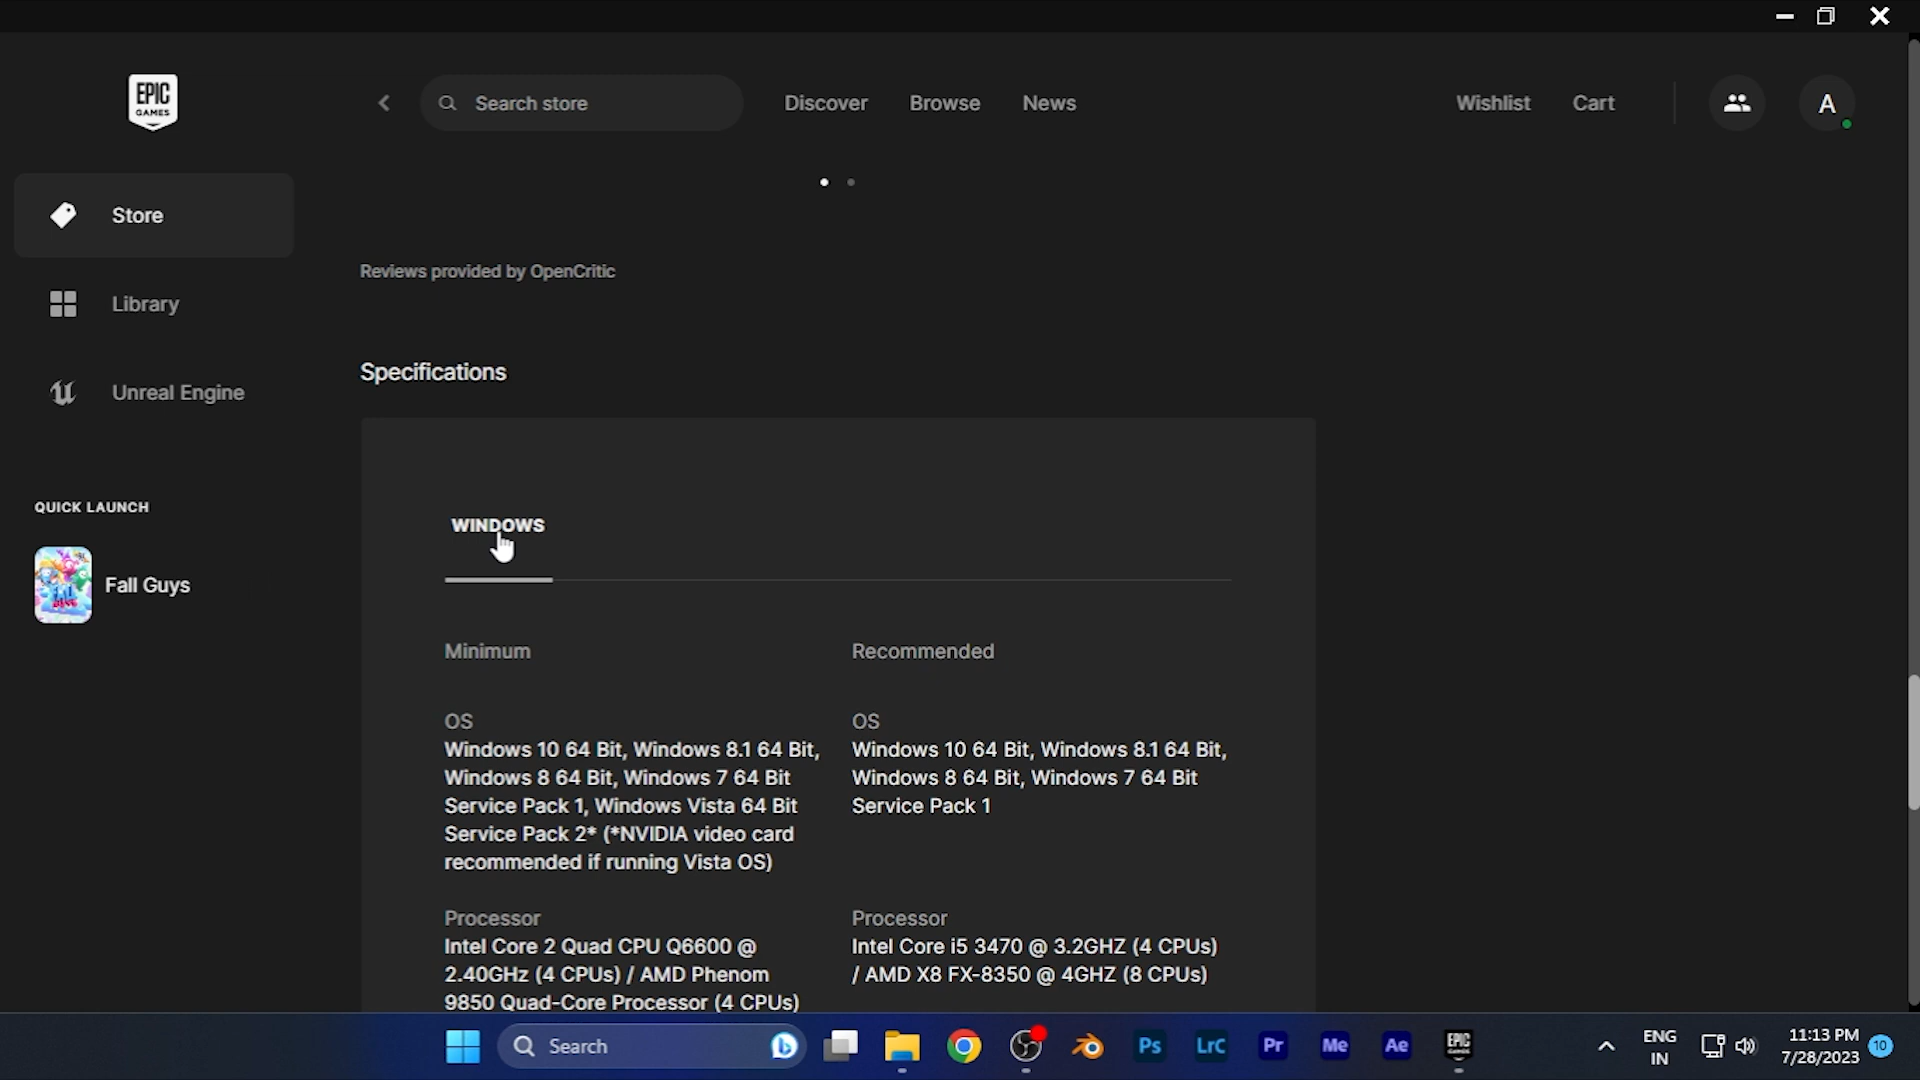 EPIC
GAMES
Search store
Discover
Browse
News
Wishlist
Cart
A
Store
Library
Unreal Engine
QUICK LAUNCH
Fall Guys
Reviews provided by OpenCritic
Specifications
WINDOWS
Minimum
OS
Windows 10 64 Bit, Windows 8.1 64 Bit,
Windows 8 64 Bit, Windows 7 64 Bit
Service Pack 1, Windows Vista 64 Bit
Service Pack 2* (*NVIDIA video card
recommended if running Vista OS)
Processor
Intel Core 2 Quad CPU Q6600 @
2.40GHz (4 CPUs) / AMD Phenom
9850 Quad-Core Processor (4 CPUs)
Recommended
OS
Windows 10 64 Bit, Windows 8.1 64 Bit,
Windows 8 64 Bit, Windows 7 64 Bit
Service Pack 1
Processor
Intel Core i5 3470 @ 3.2GHZ (4 CPUs)
/ AMD X8 FX-8350 @ 4GHZ (8 CPUs)
Search
Ps
LrC
Pr
Me
Ae
EPIC
ENG
IN
11:13 PM
7/28/2023
10